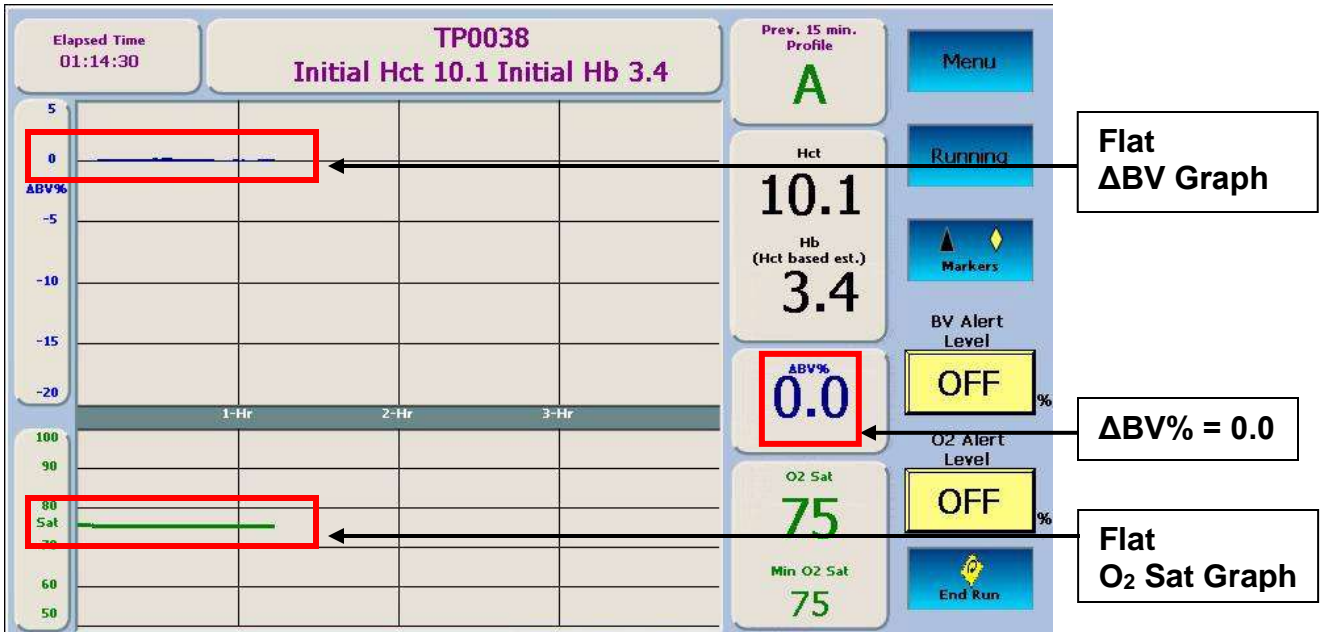 Elapsed Time
01:14:30
TP0038
Initial Hct 10.1 Initial Hb 3.4
Prev. 15 min.
Profile
A
Menu
5
0
ΔBV%
-5
-10
-15
-20
1-Hr
2-Hr
3-Hr
Hct
10.1
Hb
(Hct based est.)
3.4
Running
Markers
BV Alert
Level
OFF
%
ΔBV%
0.0
100
90
80
Sat
70
60
50
O2 Sat
75
Min O2 Sat
75
O2 Alert
Level
OFF
%
End Run
Flat
ΔBV Graph
ΔBV% = 0.0
Flat
O₂ Sat Graph